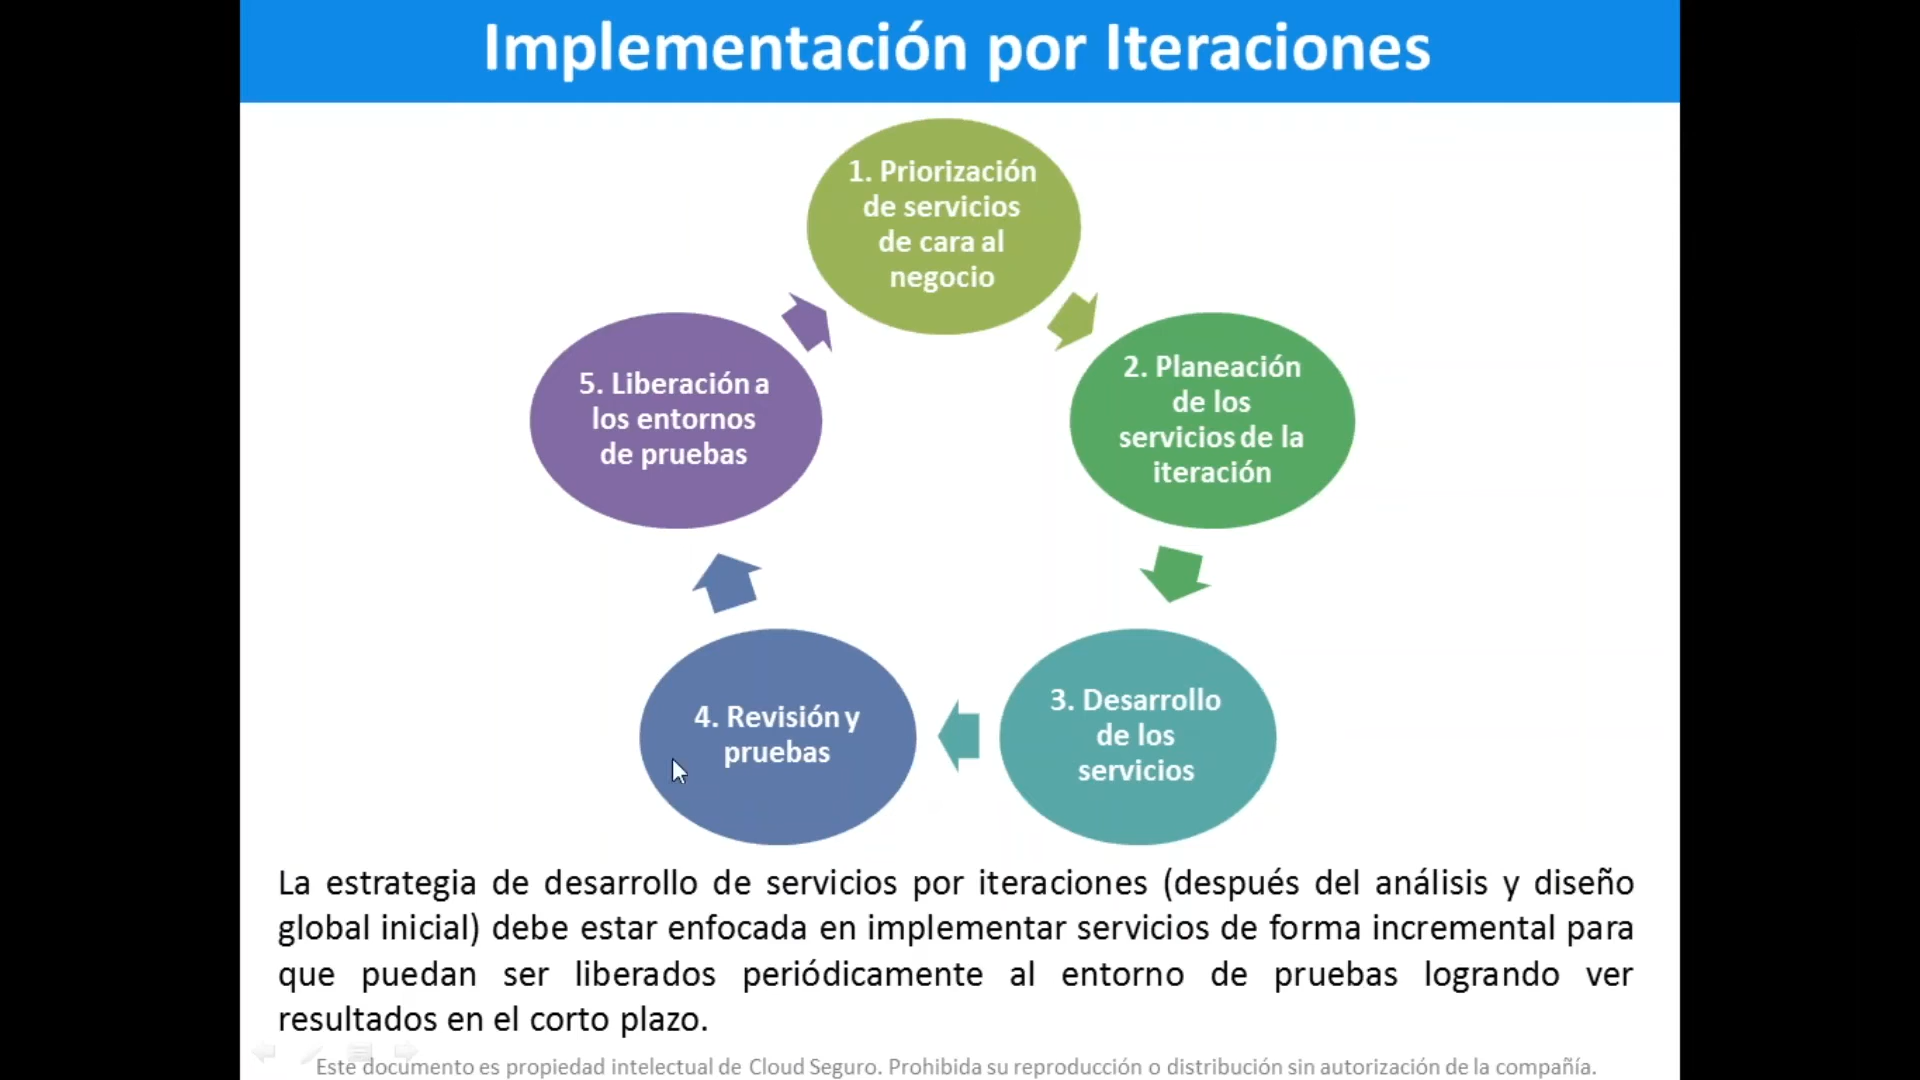 Implementación por Iteraciones
1. Priorización
de servicios
de cara al
negocio
2. Planeación
de los
servicios de la
iteración
3. Desarrollo
de los
servicios
4. Revisión y
pruebas
5. Liberación a
los entornos
de pruebas
La estrategia de desarrollo de servicios por iteraciones (después del análisis y diseño
global inicial) debe estar enfocada en implementar servicios de forma incremental para
que puedan ser liberados periódicamente al entorno de pruebas logrando ver
resultados en el corto plazo.
Este documento es propiedad intelectual de Cloud Seguro. Prohibida su reproducción o distribución sin autorización de la compañía.